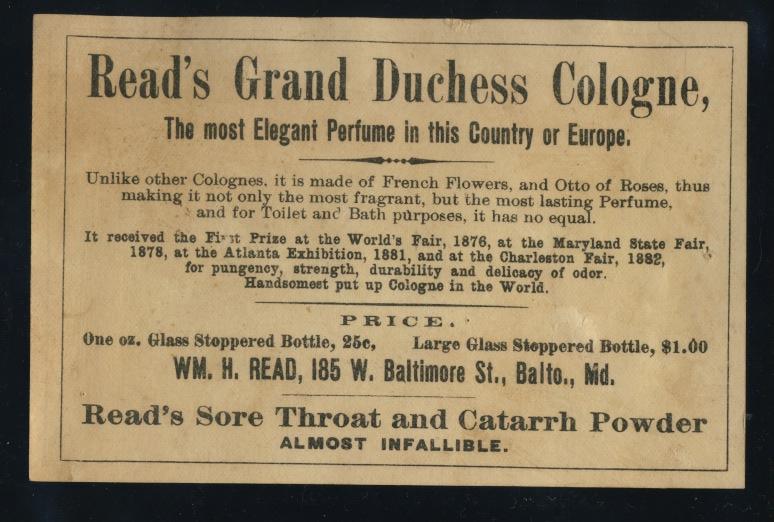 Read's Grand Duchess Cologne,
The most Elegant Perfume in this Country or Europe.
Unlike other Colognes, it is made of French Flowers, and Otto of Roses, thus
making it not only the most fragrant, but the most lasting Perfume,
and for Toilet and Bath purposes, it has no equal.
It received the First Prize at the World's Fair, 1876, at the Maryland State Fair,
1878, at the Atlanta Exhibition, 1881, and at the Charleston Fair, 1882,
for pungency, strength, durability and delicacy of odor.
Handsomest put up Cologne in the World.
PRICE.
One oz. Glass Stoppered Bottle, 25c, Large Glass Stoppered Bottle, $1.00
WM. H. READ, 185 W. Baltimore St., Balto., Md.
Read's Sore Throat and Catarrh Powder
ALMOST INFALLIBLE.